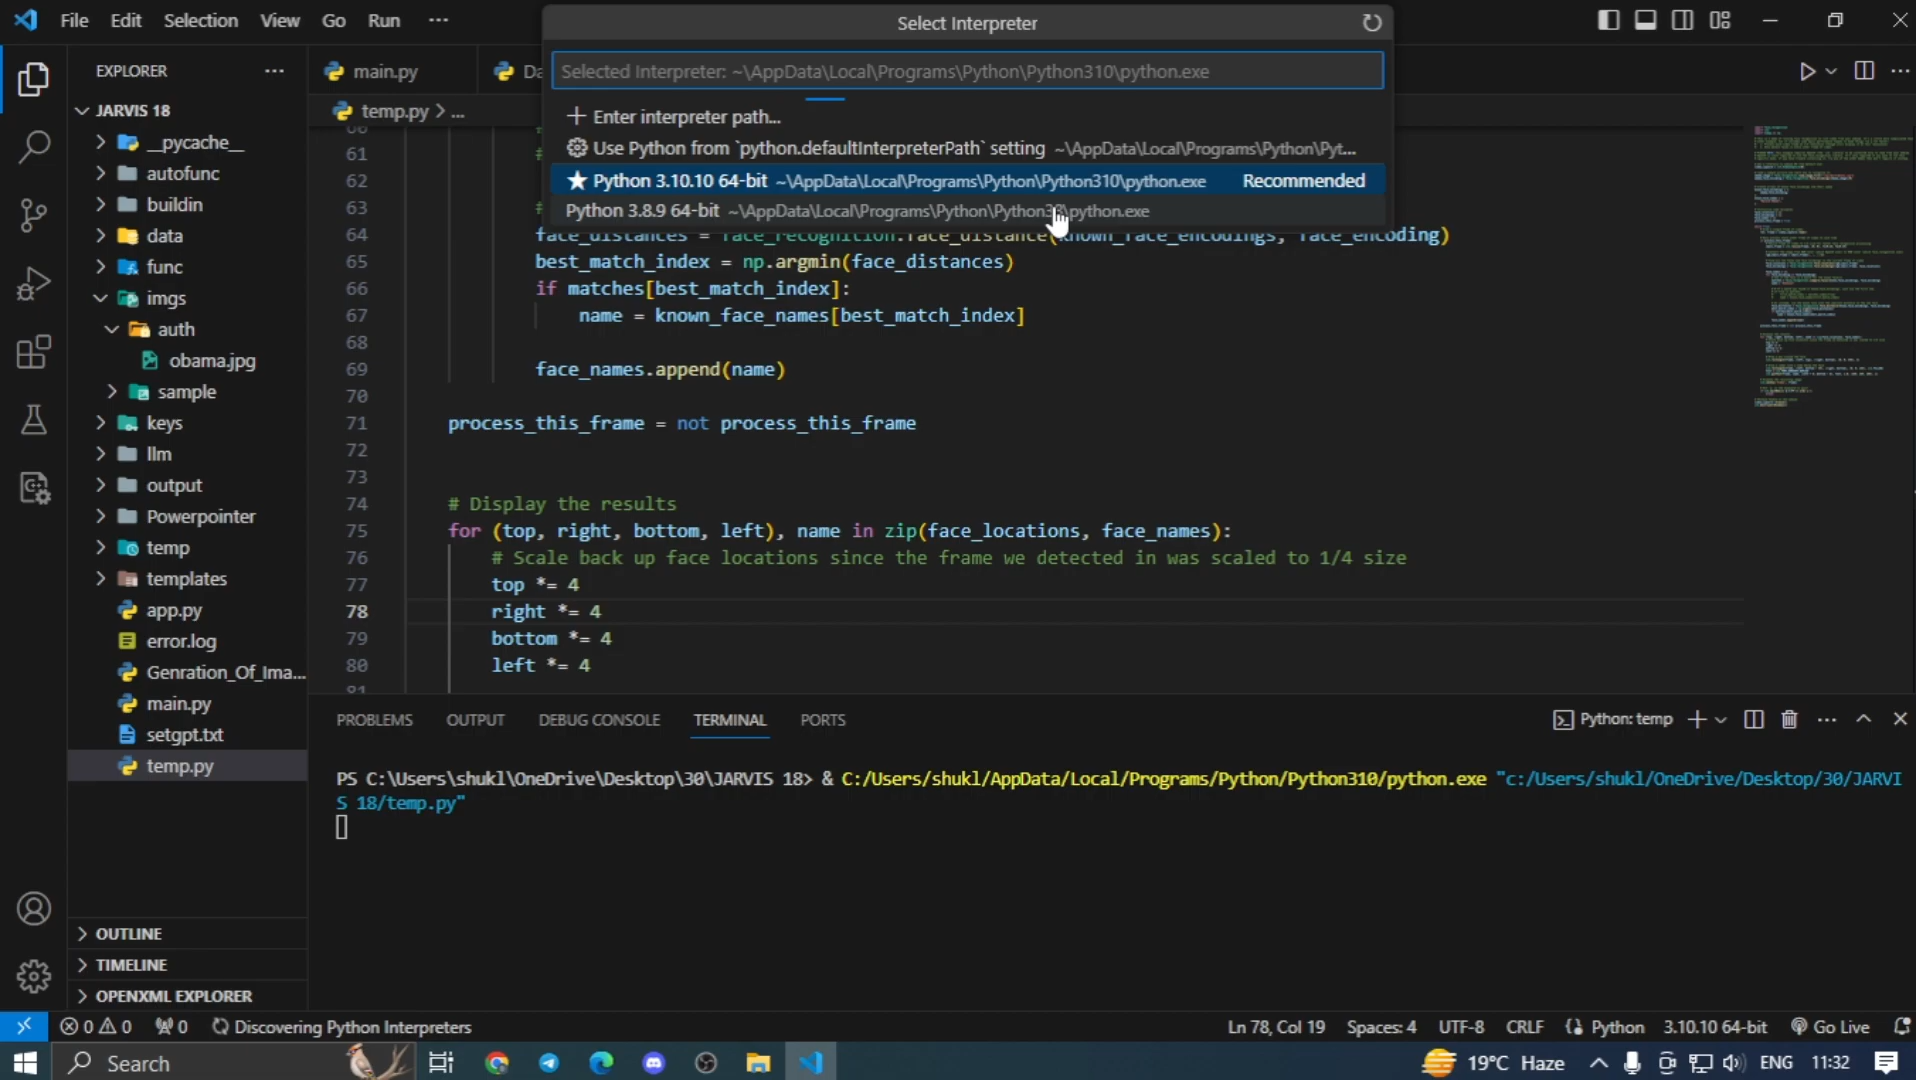 File Edit Selection View Go Run ···
Select Interpreter
Selected Interpreter: ~\AppData\Local\Programs\Python\Python310\python.exe
Enter interpreter path...
Use Python from `python.defaultInterpreterPath` setting ~\AppData\Local\Programs\Python\Pyt...
Python 3.10.10 64-bit ~\AppData\Local\Programs\Python\Python310\python.exe Recommended
Python 3.8.9 64-bit
EXPLORER ···
JARVIS 18
__pycache__
autofunc
buildin
data
func
imgs
auth
obama.jpg
sample
keys
llm
output
Powerpointer
temp
templates
app.py
error.log
Genration_Of_Ima...
main.py
setgpt.txt
temp.py
OUTLINE
TIMELINE
OPENXML EXPLORER
main.py
temp.py > ...
61 #
62 #
63 #
64 face_distances = face_recognition.face_distance(known_face_encodings, face_encoding)
65 best_match_index = np.argmin(face_distances)
66 if matches[best_match_index]:
67 name = known_face_names[best_match_index]
68
69 face_names.append(name)
70
71 process_this_frame = not process_this_frame
72
73
74 # Display the results
75 for (top, right, bottom, left), name in zip(face_locations, face_names):
76 # Scale back up face locations since the frame we detected in was scaled to 1/4 size
77 top *= 4
78 right *= 4
79 bottom *= 4
80 left *= 4
81
PROBLEMS OUTPUT DEBUG CONSOLE TERMINAL PORTS
Python: temp
PS C:\Users\shukl\OneDrive\Desktop\30\JARVIS 18> & C:/Users/shukl/AppData/Local/Programs/Python/Python310/python.exe "c:/Users/shukl/OneDrive/Desktop/30/JARVI
S 18/temp.py"
0 0 0 Discovering Python Interpreters
Ln 78, Col 19 Spaces: 4 UTF-8 CRLF Python 3.10.10 64-bit Go Live
Search
19°C Haze ENG 11:32